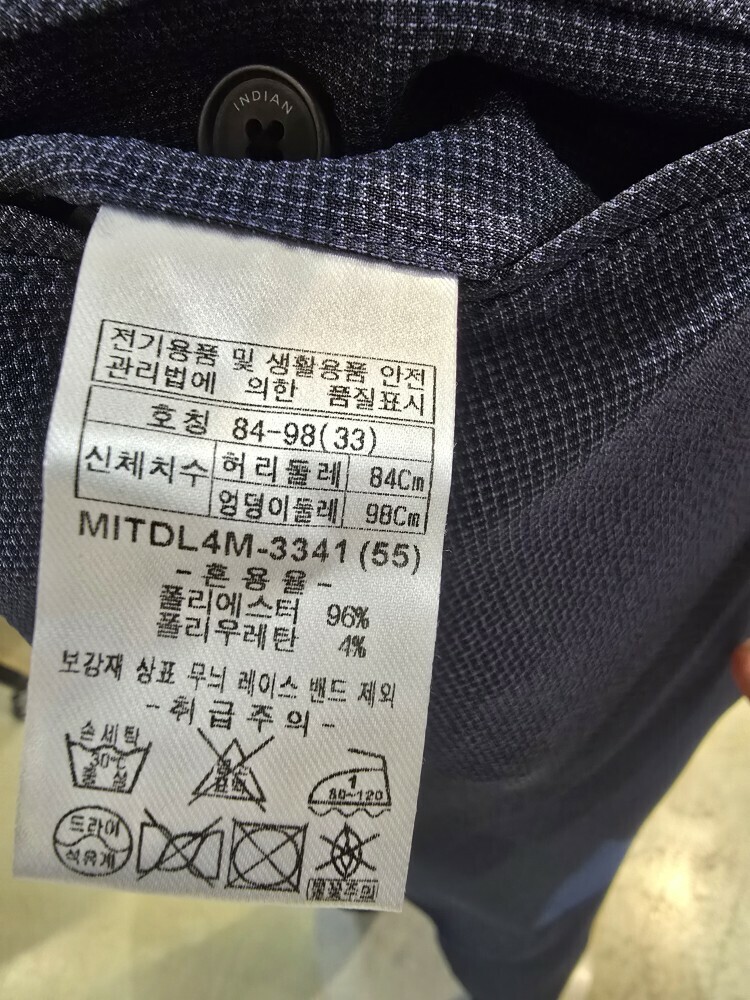 INDIAN
전기용품 및 생활용품 안전
관리법에 의한 품질표시
호칭 84-98(33)
신체치수 허리둘레 84Cm
엉덩이둘레 98Cm
MITDL4M-3341(55)
-혼용율-
폴리에스터 96%
폴리우레탄 4%
보강재 상표 무늬 레이스 밴드 제외
-취급주의-
손세탁
30℃
중성
1
80~120
드라이
석유계